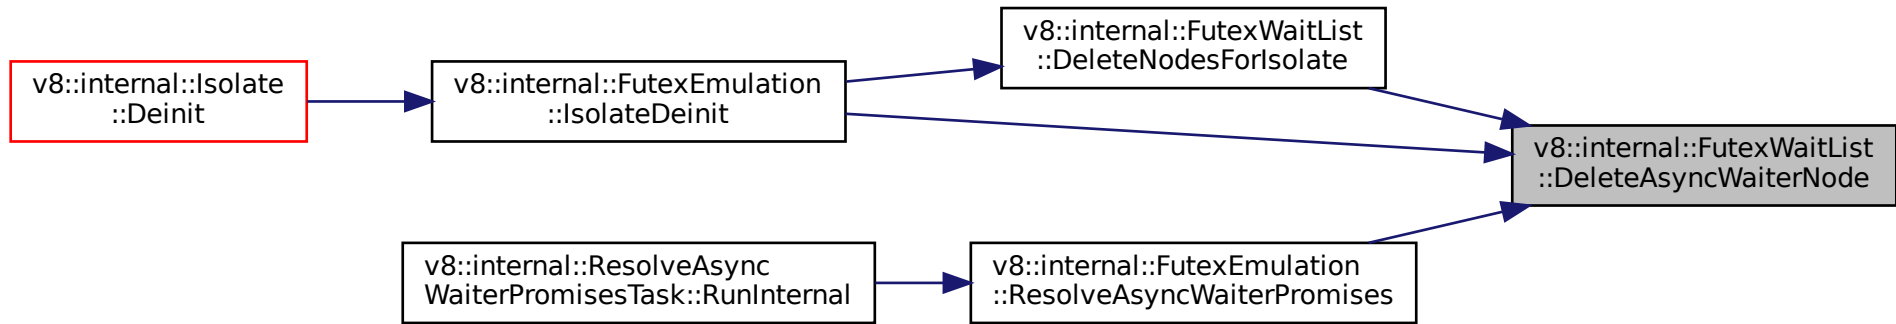 v8::internal::Isolate
::Deinit
v8::internal::FutexEmulation
::IsolateDeinit
v8::internal::FutexWaitList
::DeleteNodesForIsolate
v8::internal::FutexWaitList
::DeleteAsyncWaiterNode
v8::internal::ResolveAsync
WaiterPromisesTask::RunInternal
v8::internal::FutexEmulation
::ResolveAsyncWaiterPromises